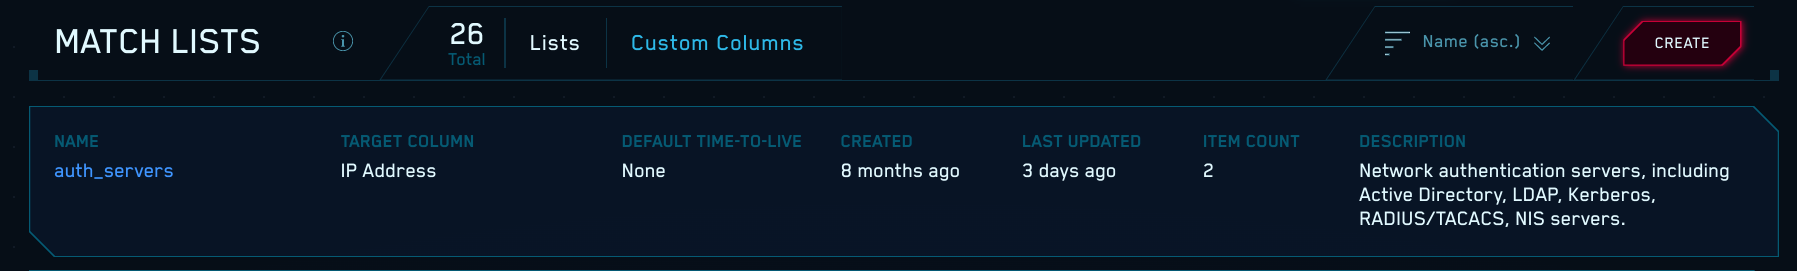 MATCH LISTS
26
Total
Lists
Custom Columns
Name (asc.)
CREATE
NAME
TARGET COLUMN
DEFAULT TIME-TO-LIVE
CREATED
LAST UPDATED
ITEM COUNT
DESCRIPTION
auth_servers
IP Address
None
8 months ago
3 days ago
2
Network authentication servers, including
Active Directory, LDAP, Kerberos,
RADIUS/TACACS, NIS servers.